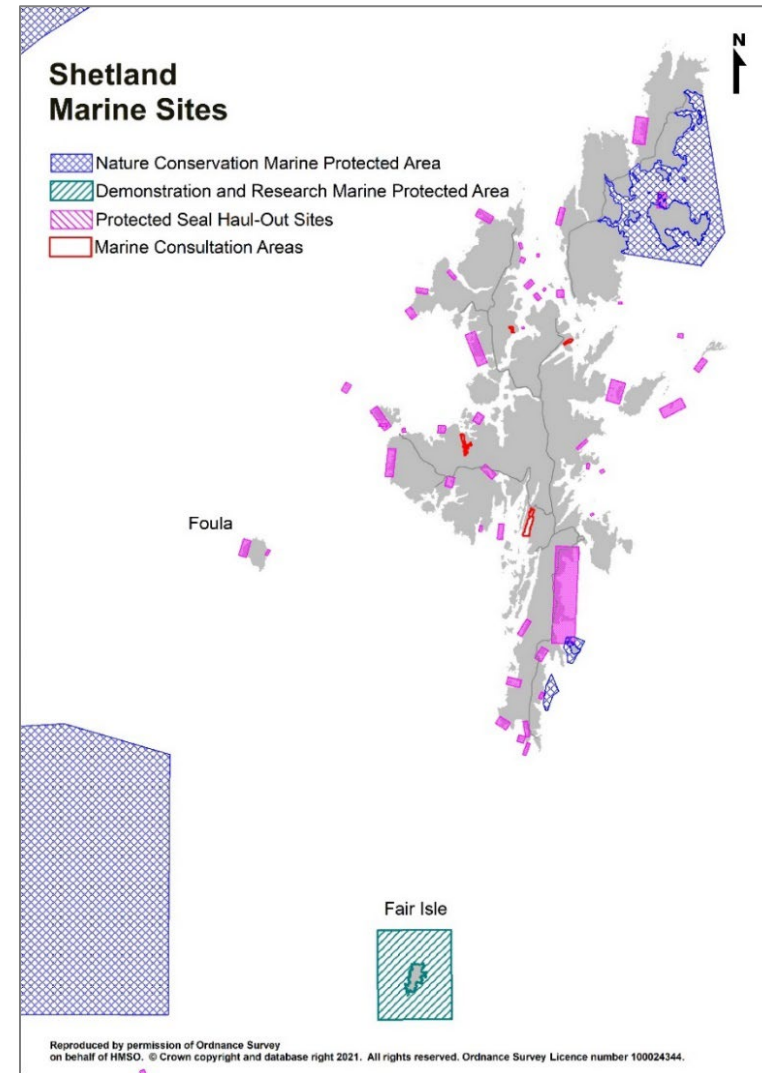 Shetland
Marine Sites
N
Nature Conservation Marine Protected Area
Demonstration and Research Marine Protected Area
Protected Seal Haul-Out Sites
Marine Consultation Areas
Foula
Fair Isle
Reproduced by permission of Ordnance Survey
on behalf of HMSO. © Crown copyright and database right 2021. All rights reserved. Ordnance Survey Licence number 100024344.